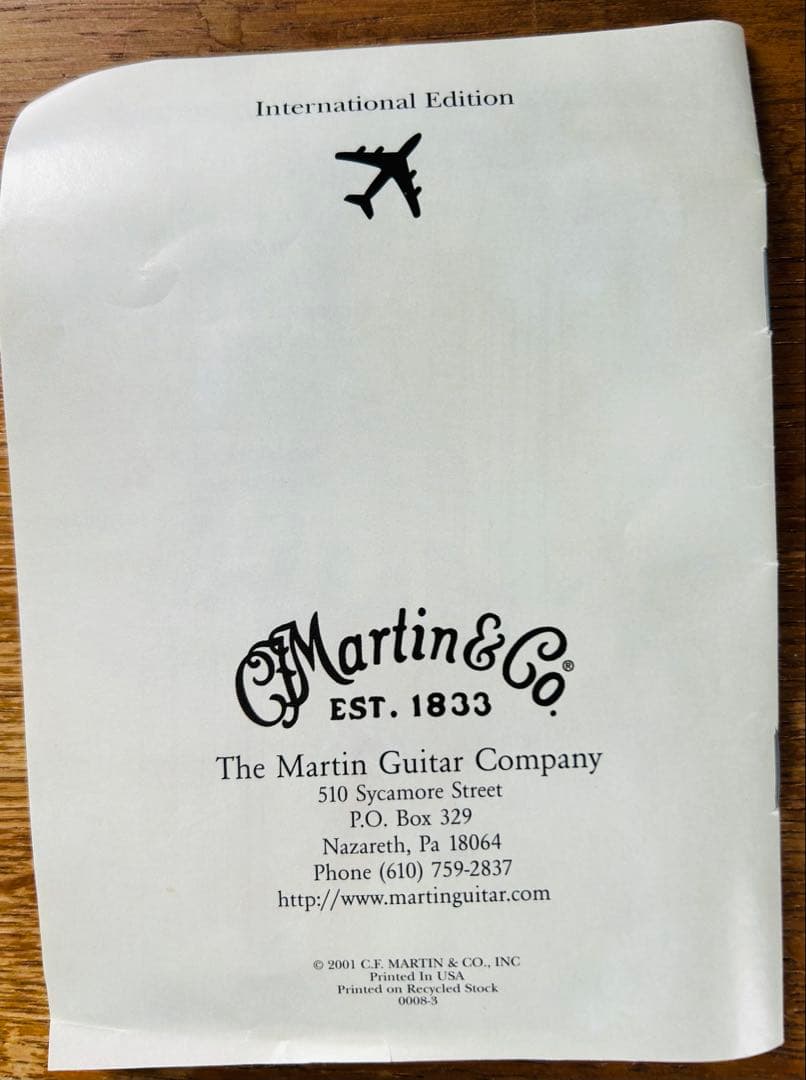 International Edition
CF Martin & Co.®
EST. 1833
The Martin Guitar Company
510 Sycamore Street
P.O. Box 329
Nazareth, Pa 18064
Phone (610) 759-2837
http://www.martinguitar.com
© 2001 C.F. MARTIN & CO., INC
Printed In USA
Printed on Recycled Stock
0008-3